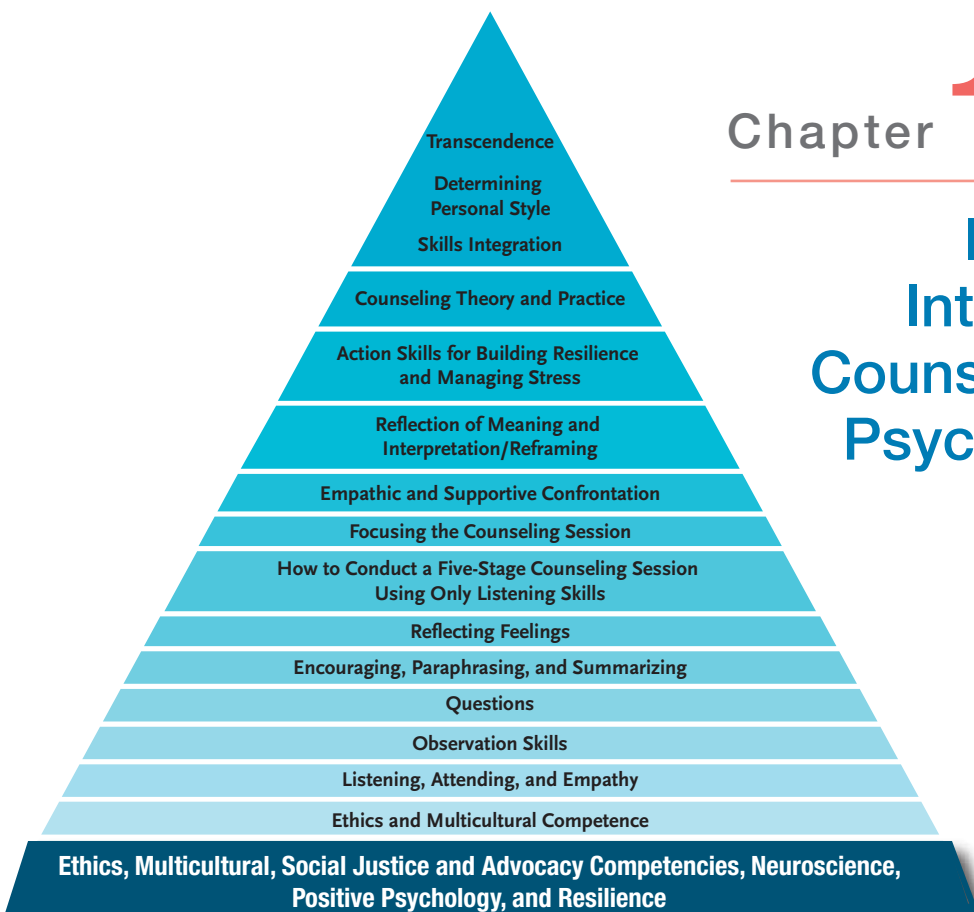 Transcendence
Determining
Personal Style
Skills Integration
Counseling Theory and Practice
Action Skills for Building Resilience
and Managing Stress
Reflection of Meaning and
Interpretation/Reframing
Empathic and Supportive Confrontation
Focusing the Counseling Session
How to Conduct a Five-Stage Counseling Session
Using Only Listening Skills
Reflecting Feelings
Encouraging, Paraphrasing, and Summarizing
Questions
Observation Skills
Listening, Attending, and Empathy
Ethics and Multicultural Competence
Ethics, Multicultural, Social Justice and Advocacy Competencies, Neuroscience,
Positive Psychology, and Resilience
Chapter